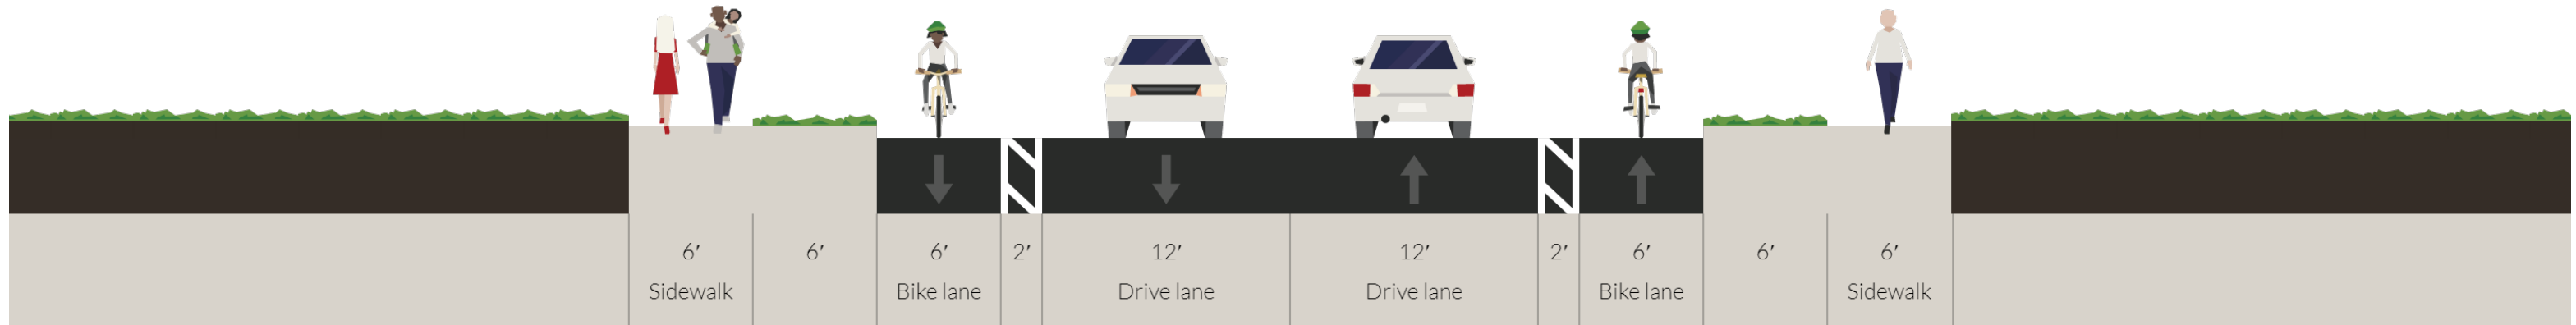 6′ 6′ 6′ 2′ 12′ 12′ 2′ 6′ 6′ 6′
Sidewalk Bike lane Drive lane Drive lane Bike lane Sidewalk